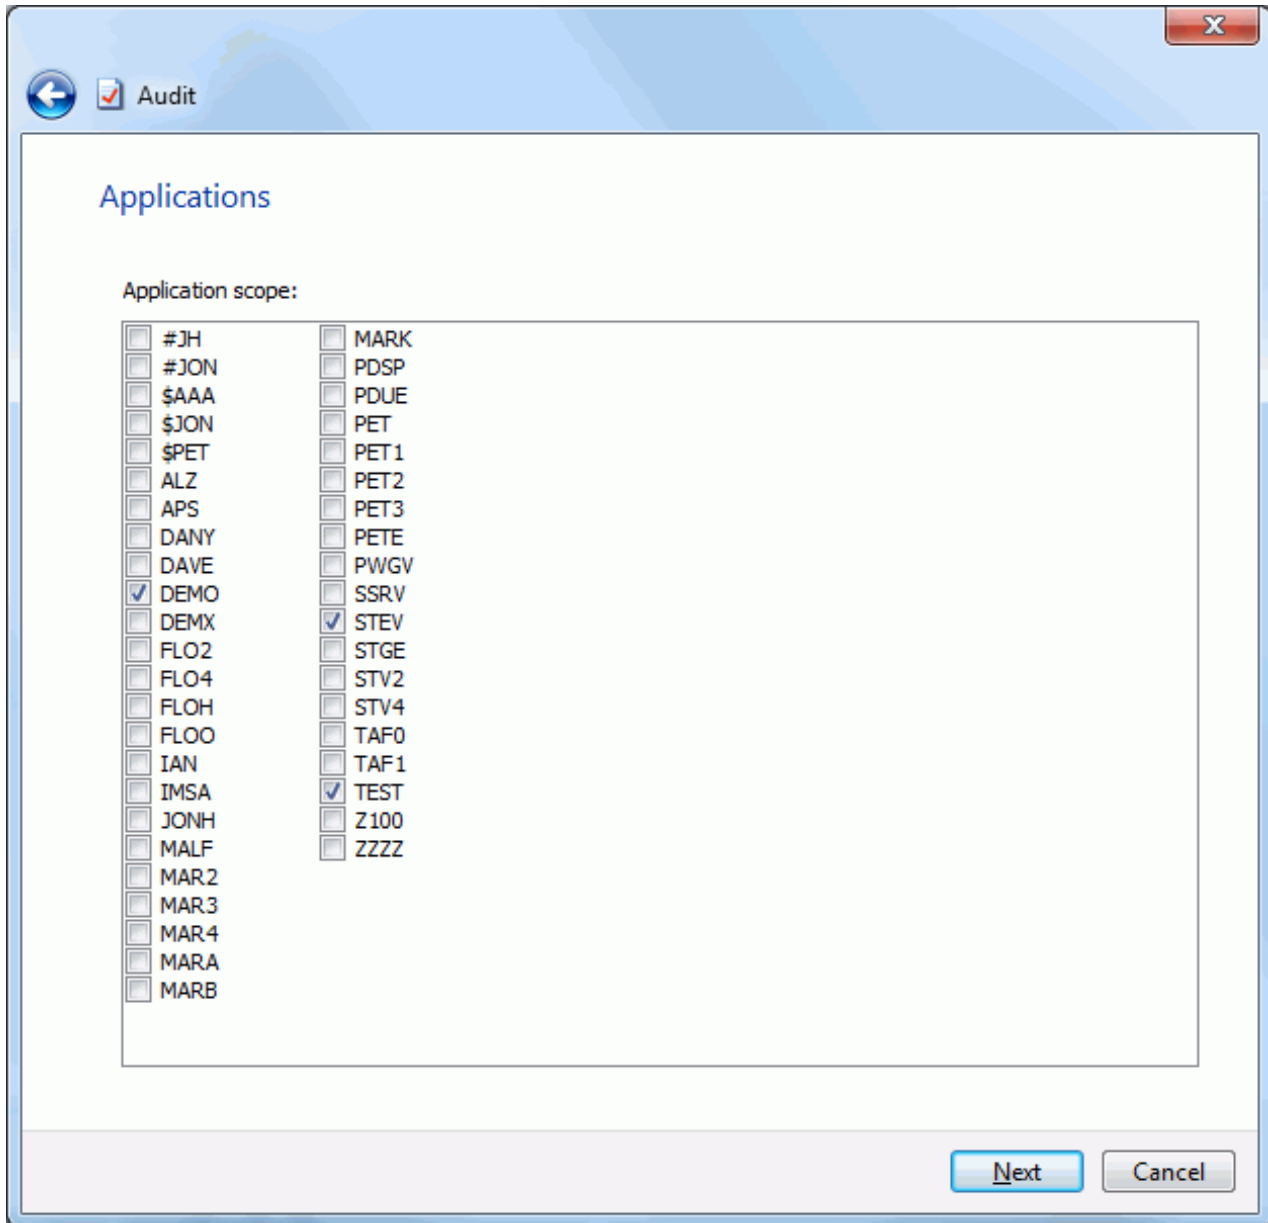 Audit
Applications
Application scope:
#JH
#JON
$AAA
$JON
$PET
ALZ
APS
DANY
DAVE
DEMO
DEMX
FLO2
FLO4
FLOH
FLOO
IAN
IMSA
JONH
MALF
MAR2
MAR3
MAR4
MARA
MARB
MARK
PDSP
PDUE
PET
PET1
PET2
PET3
PETE
PWGV
SSRV
STEV
STGE
STV2
STV4
TAF0
TAF1
TEST
Z100
ZZZZ
Next
Cancel